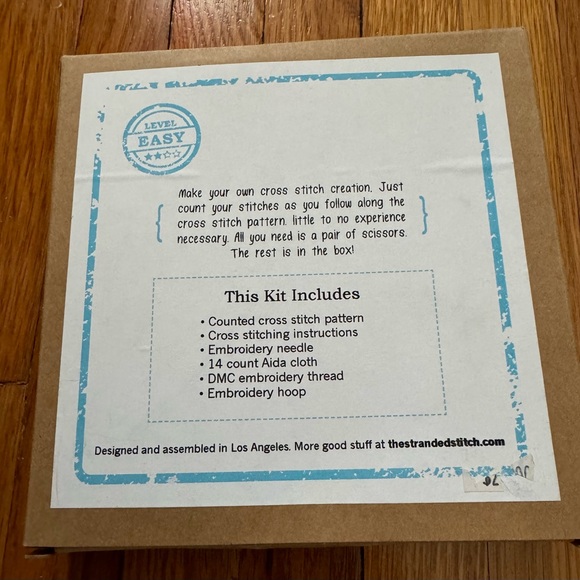 LEVEL
EASY
Make your own cross stitch creation. Just
count your stitches as you follow along the
cross stitch pattern. little to no experience
necessary. All you need is a pair of scissors.
The rest is in the box!
This Kit Includes
• Counted cross stitch pattern
• Cross stitching instructions
• Embroidery needle
• 14 count Aida cloth
• DMC embroidery thread
• Embroidery hoop
Designed and assembled in Los Angeles. More good stuff at thestrandedstitch.com